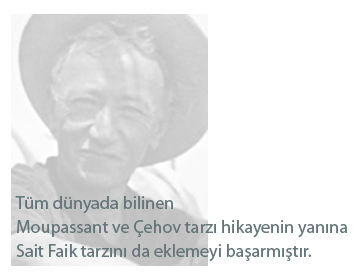 Tüm dünyada bilinen
Moupassant ve Çehov tarzı hikayenin yanına
Sait Faik tarzını da eklemeyi başarmıştır.